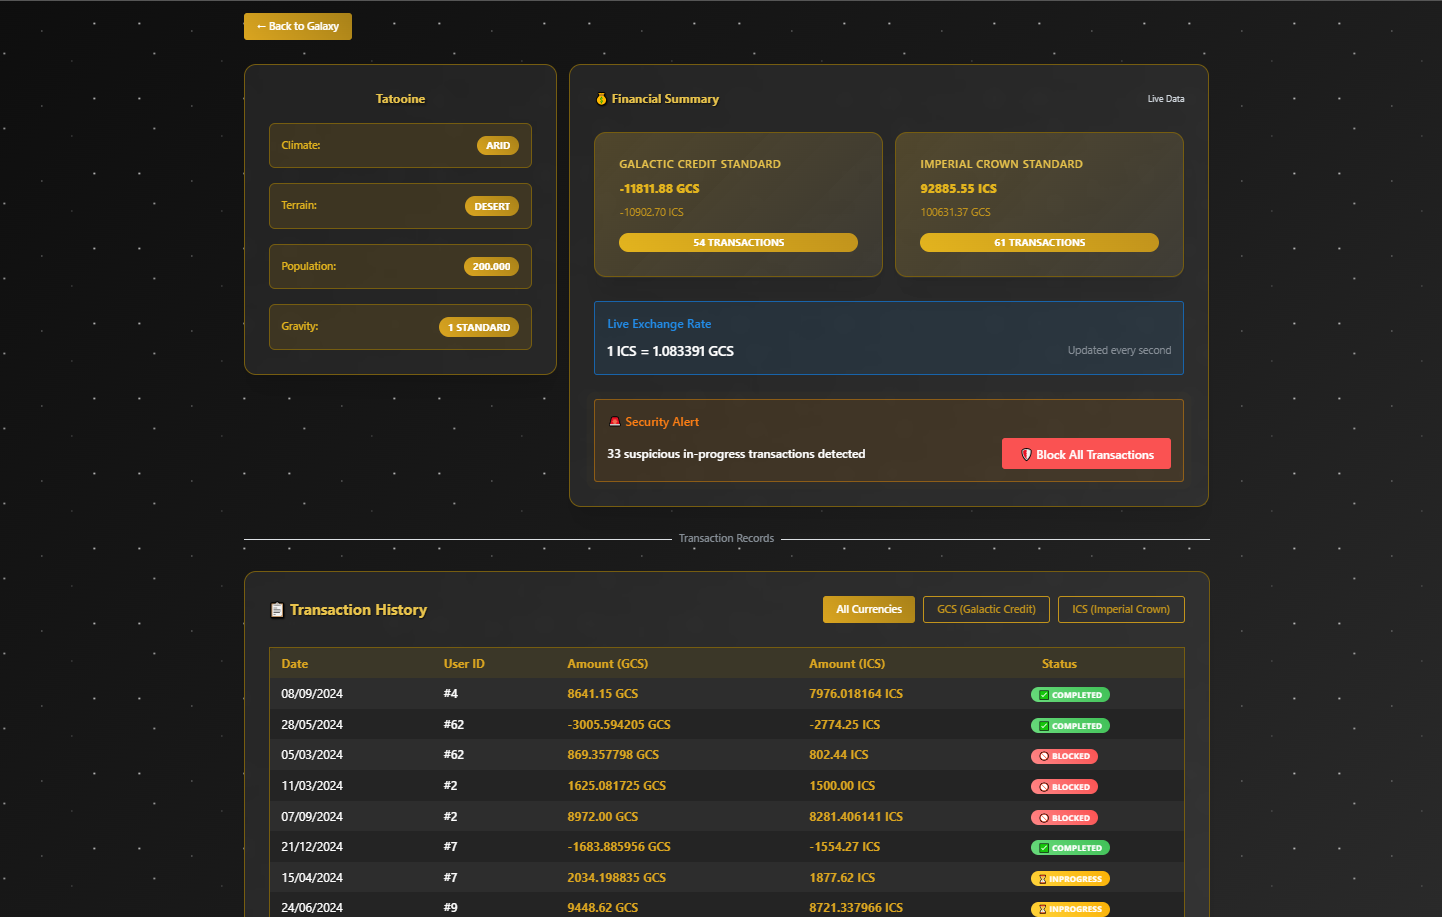 ← Back to Galaxy
Tatooine
Climate: ARID
Terrain: DESERT
Population: 200.000
Gravity: 1 STANDARD
💰 Financial Summary
Live Data
GALACTIC CREDIT STANDARD
-11811.88 GCS
-10902.70 ICS
54 TRANSACTIONS
IMPERIAL CROWN STANDARD
92885.55 ICS
100631.37 GCS
61 TRANSACTIONS
Live Exchange Rate
1 ICS = 1.083391 GCS
Updated every second
🚨 Security Alert
33 suspicious in-progress transactions detected
🛡️ Block All Transactions
Transaction Records
📋 Transaction History
All Currencies
GCS (Galactic Credit)
ICS (Imperial Crown)
Date User ID Amount (GCS) Amount (ICS) Status
08/09/2024 #4 8641.15 GCS 7976.018164 ICS ✅ COMPLETED
28/05/2024 #62 -3005.594205 GCS -2774.25 ICS ✅ COMPLETED
05/03/2024 #62 869.357798 GCS 802.44 ICS 🚫 BLOCKED
11/03/2024 #2 1625.081725 GCS 1500.00 ICS 🚫 BLOCKED
07/09/2024 #2 8972.00 GCS 8281.406141 ICS 🚫 BLOCKED
21/12/2024 #7 -1683.885956 GCS -1554.27 ICS ✅ COMPLETED
15/04/2024 #7 2034.198835 GCS 1877.62 ICS ⏳ INPROGRESS
24/06/2024 #9 9448.62 GCS 8721.337966 ICS ⏳ INPROGRESS